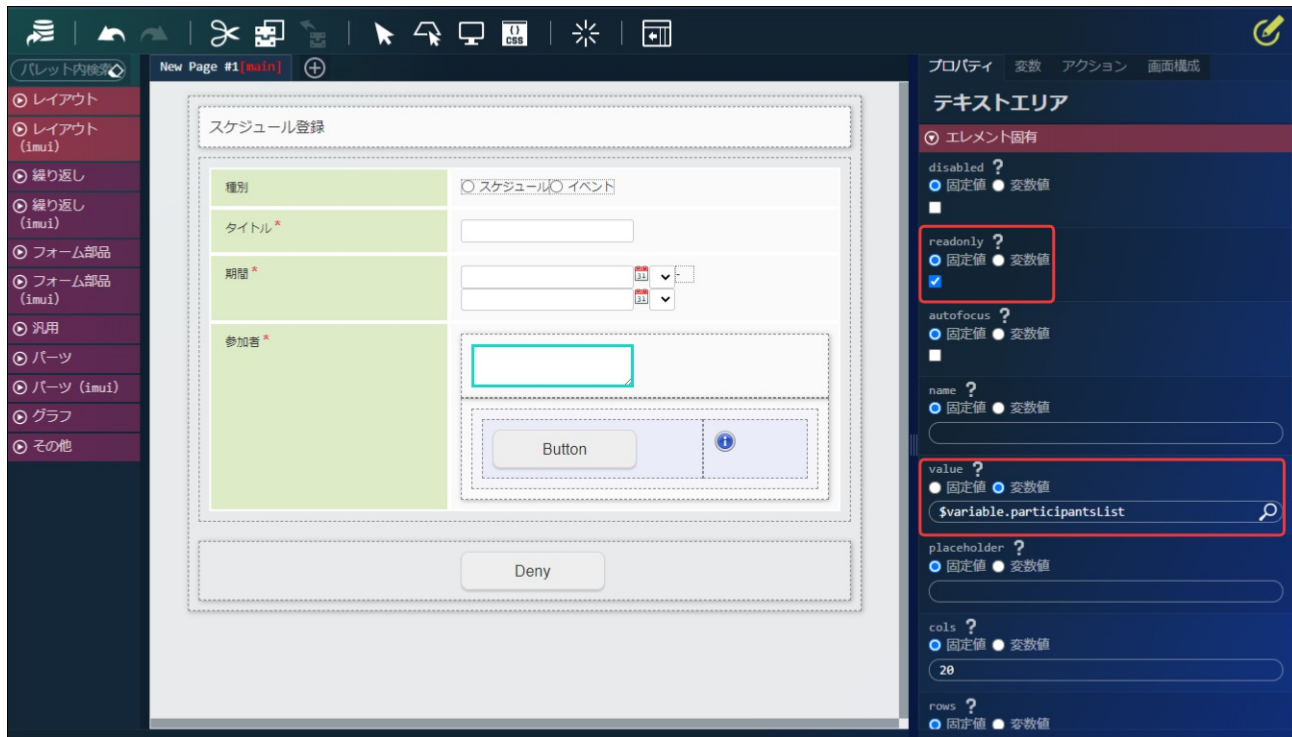 {}
CSS
パレット内検索
New Page #1[main]
プロパティ 変数 アクション 画面構成
レイアウト
レイアウト
(imui)
繰り返し
繰り返し
(imui)
フォーム部品
フォーム部品
(imui)
汎用
パーツ
パーツ (imui)
グラフ
その他
スケジュール登録
種別
スケジュール
イベント
タイトル *
期間 *
31
-
31
参加者 *
Button
i
Deny
テキストエリア
エレメント固有
disabled ?
固定値 変数値
readonly ?
固定値 変数値
autofocus ?
固定値 変数値
name ?
固定値 変数値
value ?
固定値 変数値
$variable.participantsList
placeholder ?
固定値 変数値
cols ?
固定値 変数値
20
rows ?
固定値 変数値